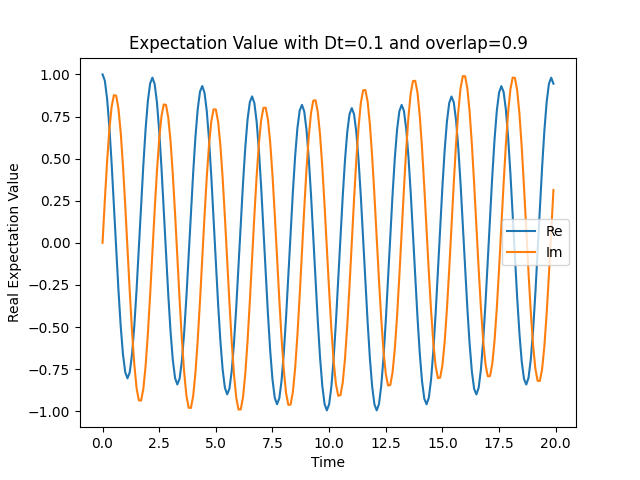 Expectation Value with Dt=0.1 and overlap=0.9
Real Expectation Value
1.00
0.75
0.50
0.25
0.00
−0.25
−0.50
−0.75
−1.00
Re
Im
0.0 2.5 5.0 7.5 10.0 12.5 15.0 17.5 20.0
Time